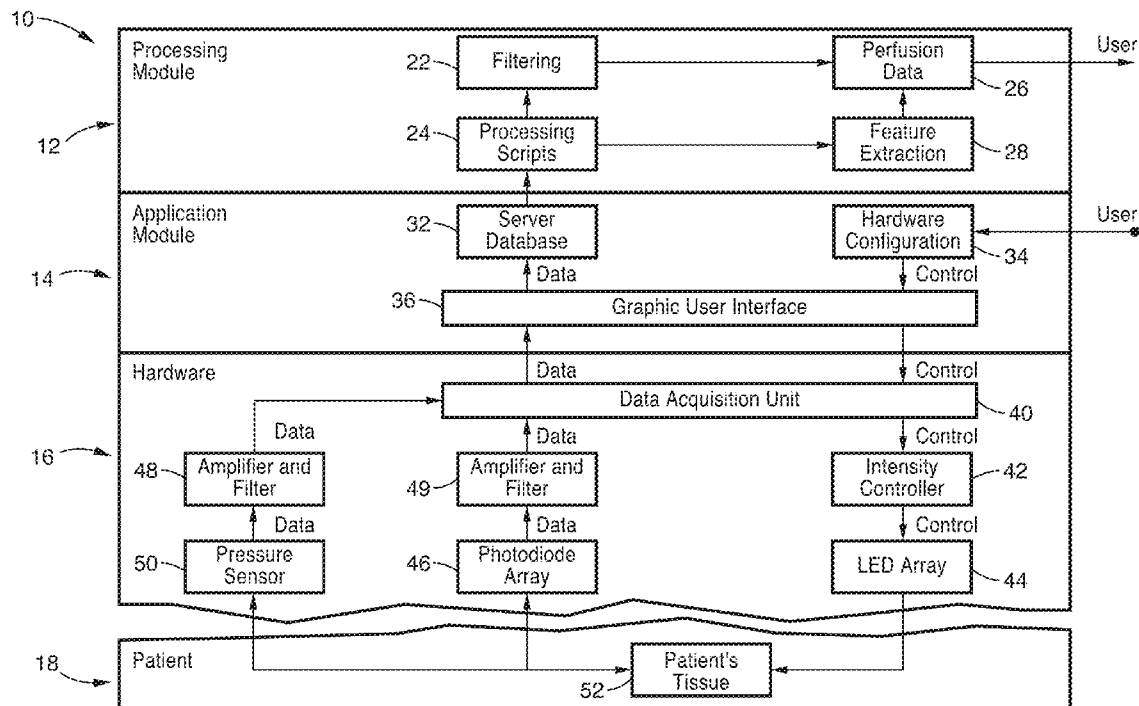 10
Processing
Module
22
Filtering
Perfusion
Data
26
User
12
24
Processing
Scripts
Feature
Extraction
28
Application
Module
32
Server
Database
Hardware
Configuration
34
User
14
Data
Control
36
Graphic User Interface
Hardware
Data
Control
Data Acquisition Unit
40
16
Data
Data
Control
48
Amplifier and
Filter
49
Amplifier and
Filter
Intensity
Controller
42
Data
Data
Control
50
Pressure
Sensor
46
Photodiode
Array
LED Array
44
18
Patient
52
Patient's
Tissue